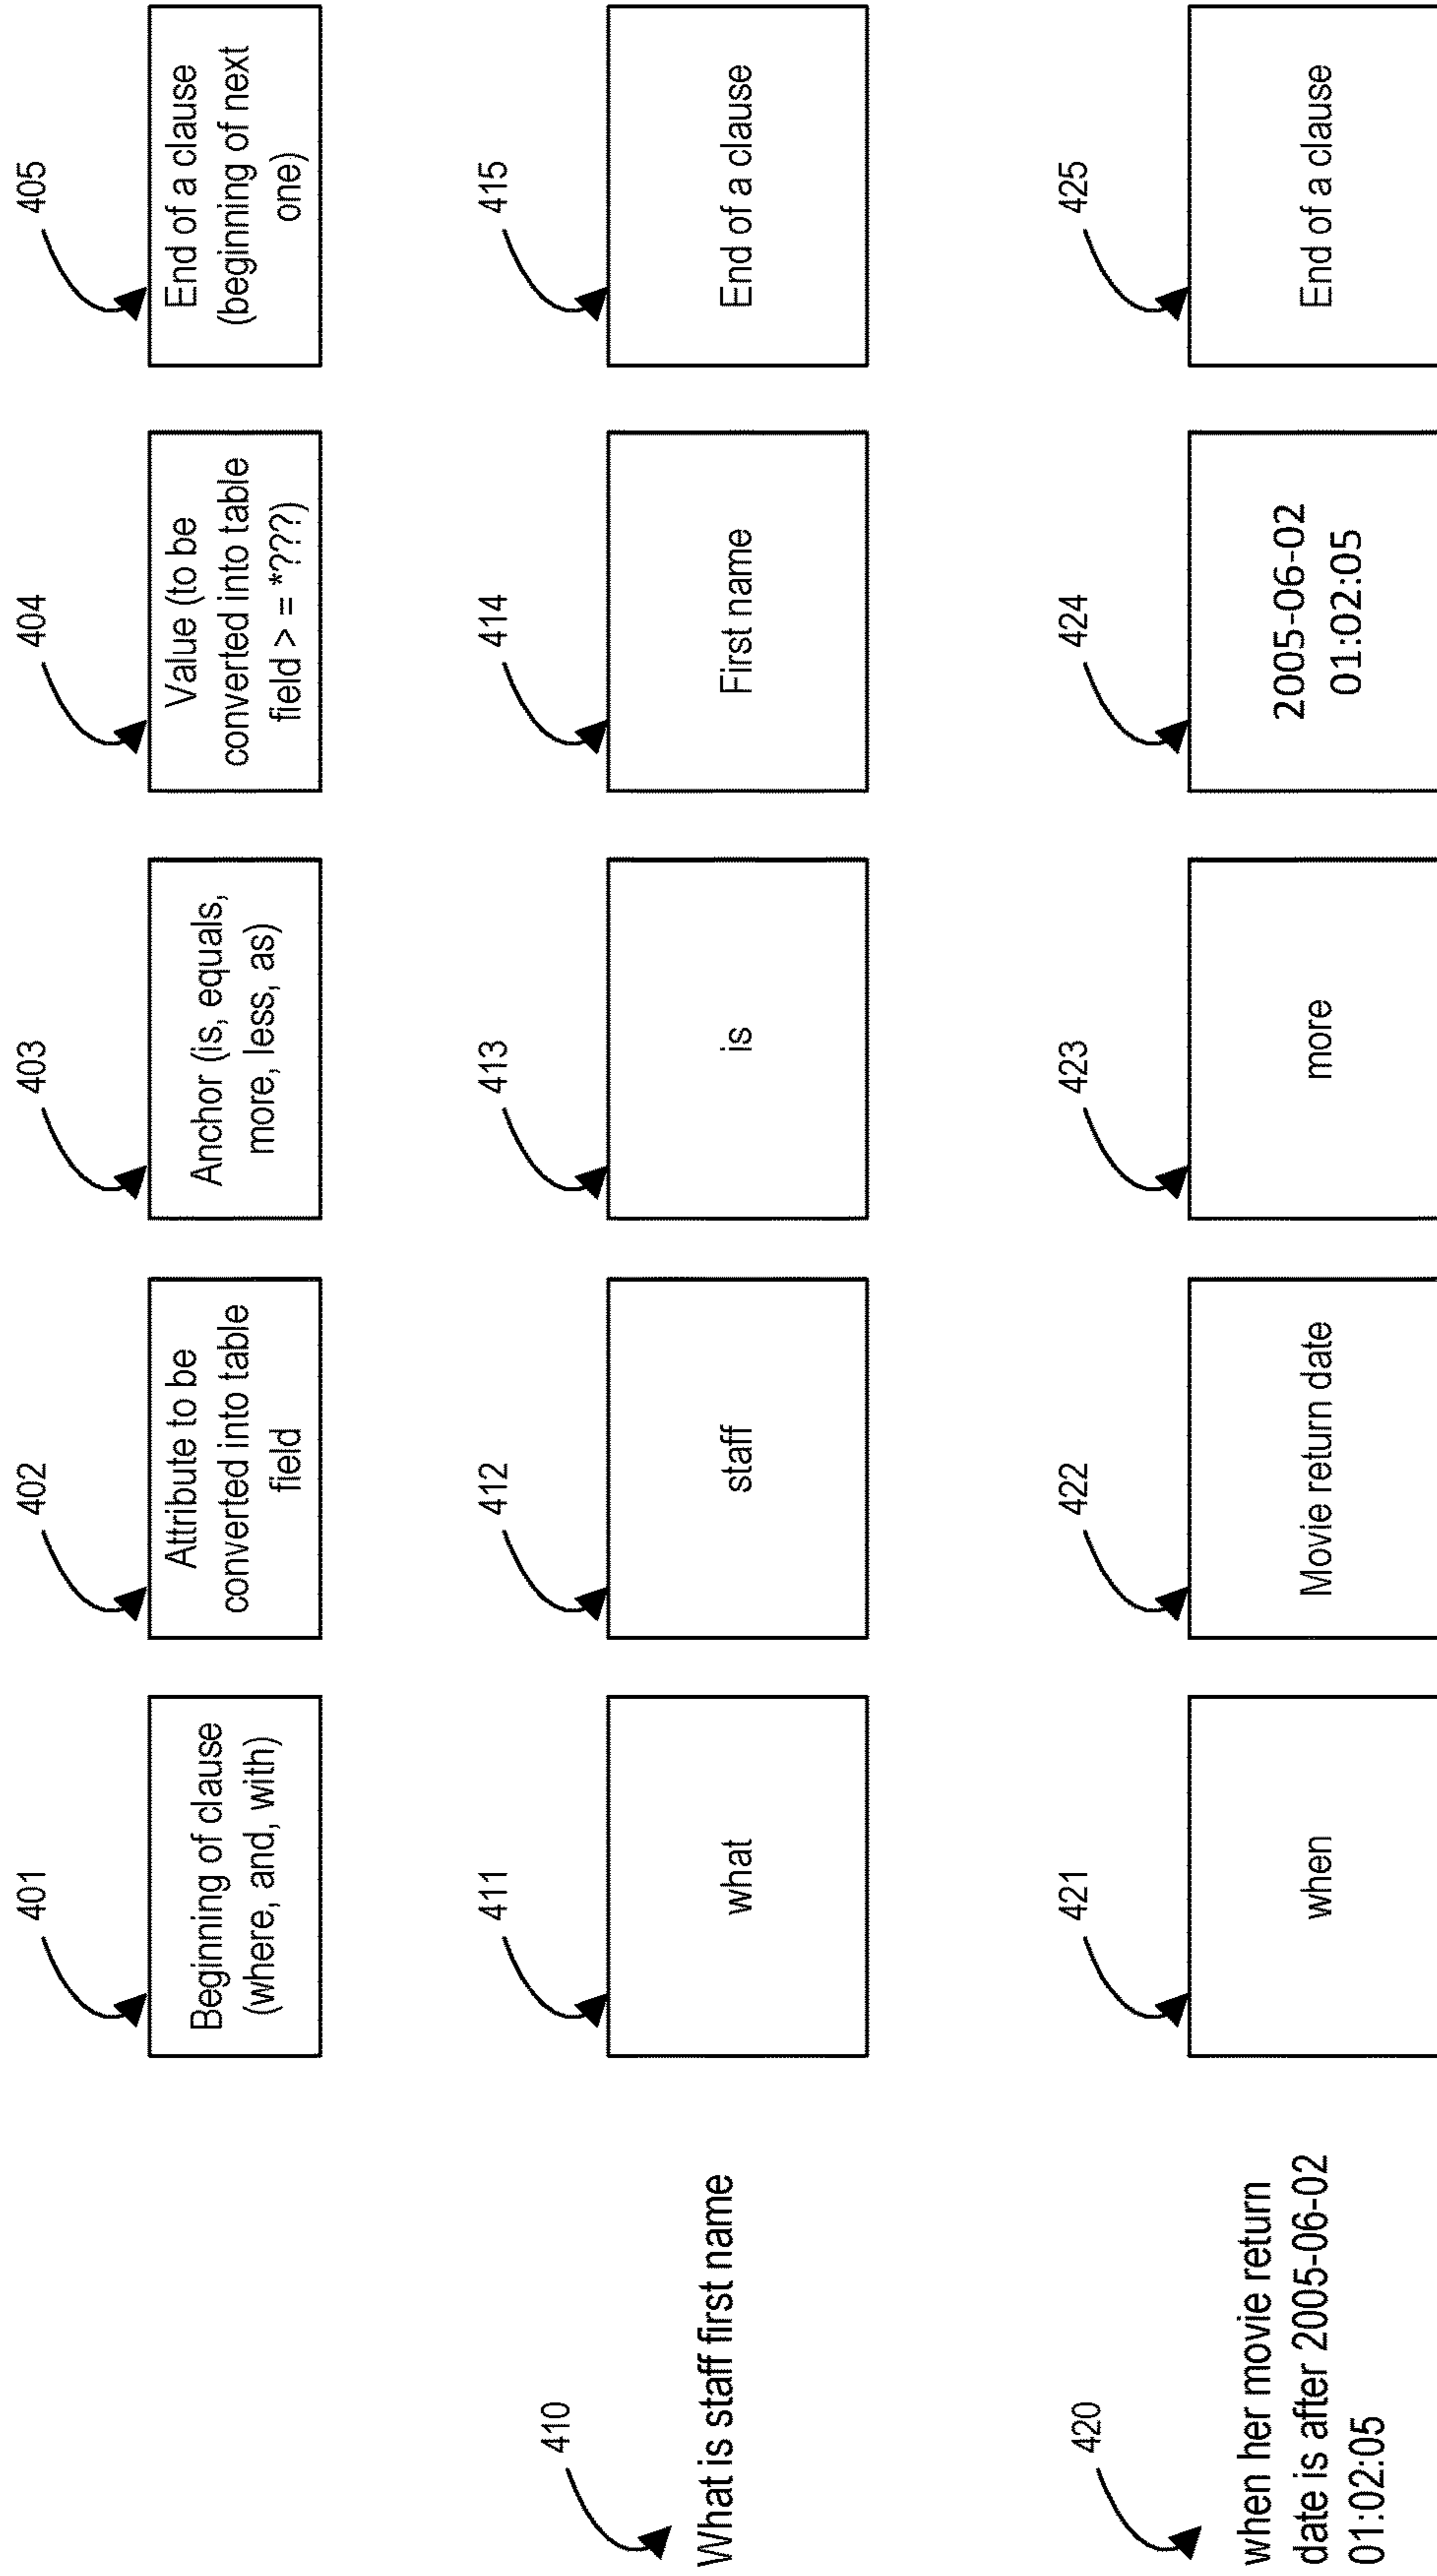 401
Beginning of clause
(where, and, with)
402
Attribute to be
converted into table
field
403
Anchor (is, equals,
more, less, as)
404
Value (to be
converted into table
field > = *???)
405
End of a clause
(beginning of next
one)
410
What is staff first name
411
what
412
staff
413
is
414
First name
415
End of a clause
420
when her movie return
date is after 2005-06-02
01:02:05
421
when
422
Movie return date
423
more
424
2005-06-02
01:02:05
425
End of a clause